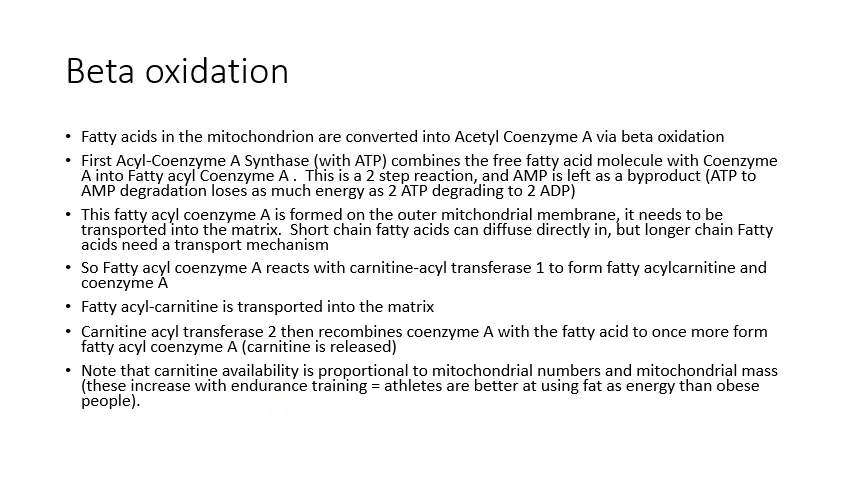 Beta oxidation
• Fatty acids in the mitochondrion are converted into Acetyl Coenzyme A via beta oxidation
• First Acyl-Coenzyme A Synthase (with ATP) combines the free fatty acid molecule with Coenzyme
A into Fatty acyl Coenzyme A .  This is a 2 step reaction, and AMP is left as a byproduct (ATP to
AMP degradation loses as much energy as 2 ATP degrading to 2 ADP)
• This fatty acyl coenzyme A is formed on the outer mitchondrial membrane, it needs to be
transported into the matrix.  Short chain fatty acids can diffuse directly in, but longer chain Fatty
acids need a transport mechanism
• So Fatty acyl coenzyme A reacts with carnitine-acyl transferase 1 to form fatty acylcarnitine and
coenzyme A
• Fatty acyl-carnitine is transported into the matrix
• Carnitine acyl transferase 2 then recombines coenzyme A with the fatty acid to once more form
fatty acyl coenzyme A (carnitine is released)
• Note that carnitine availability is proportional to mitochondrial numbers and mitochondrial mass
(these increase with endurance training = athletes are better at using fat as energy than obese
people).